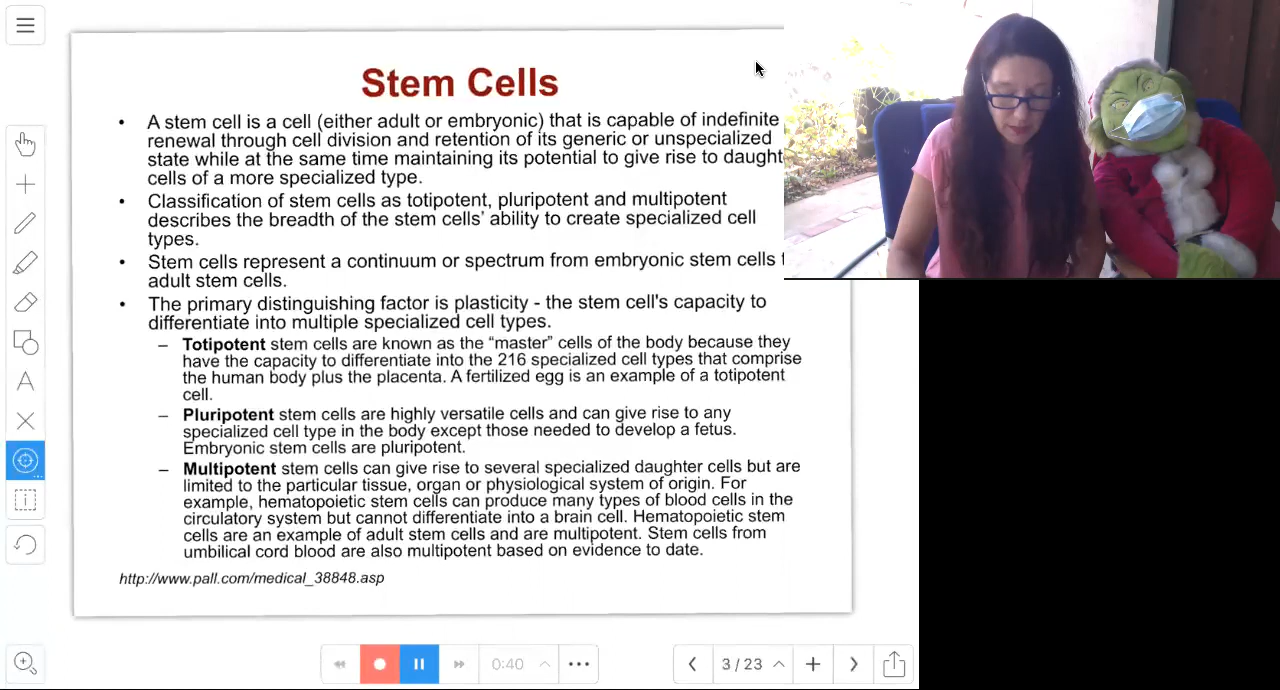 Stem Cells
• A stem cell is a cell (either adult or embryonic) that is capable of indefinite
renewal through cell division and retention of its generic or unspecialized
state while at the same time maintaining its potential to give rise to
cells of a more specialized type.
• Classification of stem cells as totipotent, pluripotent and multipotent
describes the breadth of the stem cells' ability to create specialized cell
types.
• Stem cells represent a continuum or spectrum from embryonic stem cells
adult stem cells.
• The primary distinguishing factor is plasticity - the stem cell's capacity to
differentiate into multiple specialized cell types.
– Totipotent stem cells are known as the “master” cells of the body because they
have the capacity to differentiate into the 216 specialized cell types that comprise
the human body plus the placenta. A fertilized egg is an example of a totipotent
cell.
– Pluripotent stem cells are highly versatile cells and can give rise to any
specialized cell type in the body except those needed to develop a fetus.
Embryonic stem cells are pluripotent.
– Multipotent stem cells can give rise to several specialized daughter cells but are
limited to the particular tissue, organ or physiological system of origin. For
example, hematopoietic stem cells can produce many types of blood cells in the
circulatory system but cannot differentiate into a brain cell. Hematopoietic stem
cells are an example of adult stem cells and are multipotent. Stem cells from
umbilical cord blood are also multipotent based on evidence to date.
http://www.pall.com/medical_38848.asp
0:40
3 / 23